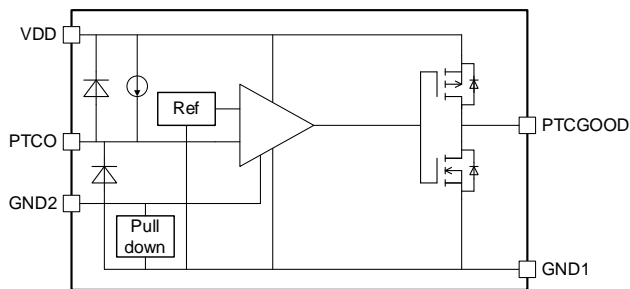 VDD
Ref
PTCO
PTCGOOD
GND2
Pull
down
GND1